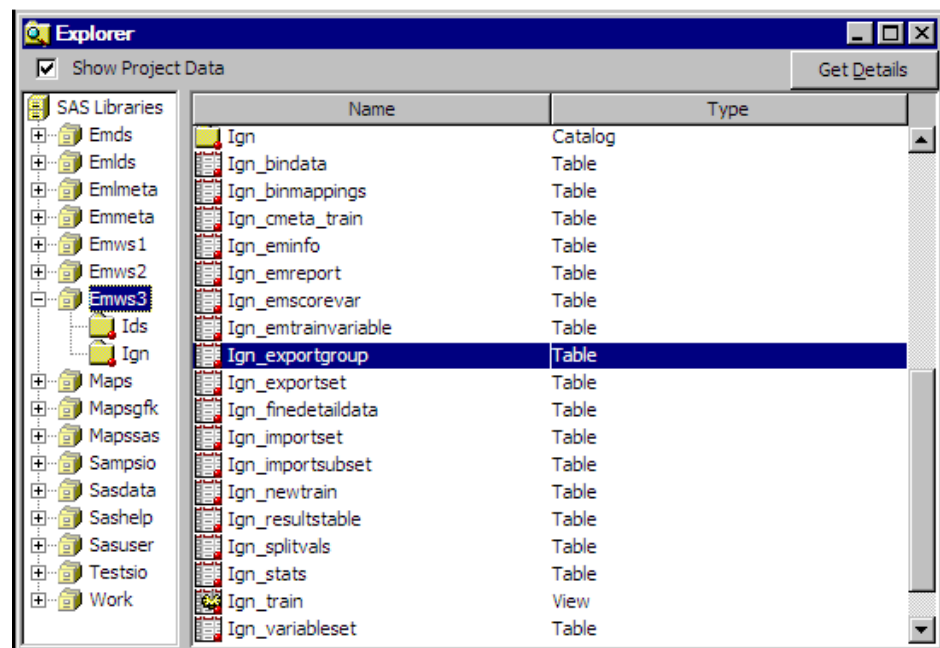 Explorer
Show Project Data
Get Details
SAS Libraries
Emds
Emlds
Emlmeta
Emmeta
Emws1
Emws2
Emws3
Ids
Ign
Maps
Mapsgfk
Mapssas
Sampsio
Sasdata
Sashelp
Sasuser
Testsio
Work
Name Type
Ign Catalog
Ign_bindata Table
Ign_binmappings Table
Ign_cmeta_train Table
Ign_eminfo Table
Ign_emreport Table
Ign_emscorevar Table
Ign_emtrainvariable Table
Ign_exportgroup Table
Ign_exportset Table
Ign_finedetaildata Table
Ign_importset Table
Ign_importsubset Table
Ign_newtrain Table
Ign_resultstable Table
Ign_splitvals Table
Ign_stats Table
Ign_train View
Ign_variableset Table